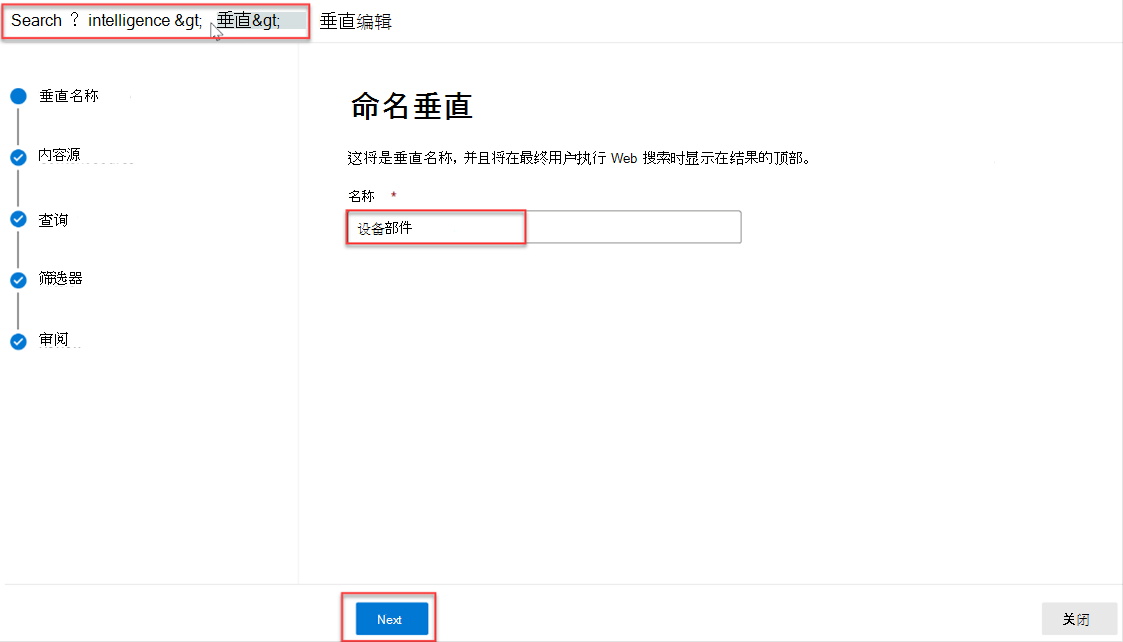 Search ? intelligence &gt; 垂直&gt; 垂直编辑
垂直名称
内容源
查询
筛选器
审阅
命名垂直
这将是垂直名称, 并且将在最终用户执行 Web 搜索时显示在结果的顶部。
名称 *
设备部件
Next
关闭